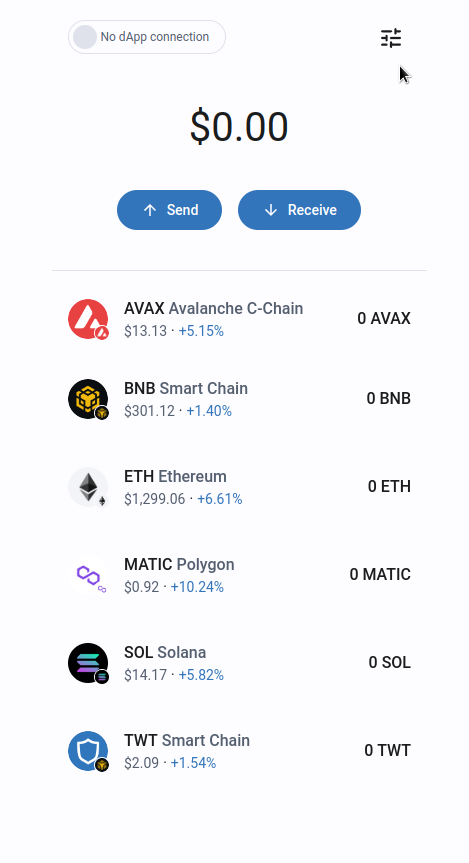 No dApp connection
$0.00
Send
Receive
AVAX Avalanche C-Chain
$13.13 · +5.15%
0 AVAX
BNB Smart Chain
$301.12 · +1.40%
0 BNB
ETH Ethereum
$1,299.06 · +6.61%
0 ETH
MATIC Polygon
$0.92 · +10.24%
0 MATIC
SOL Solana
$14.17 · +5.82%
0 SOL
TWT Smart Chain
$2.09 · +1.54%
0 TWT